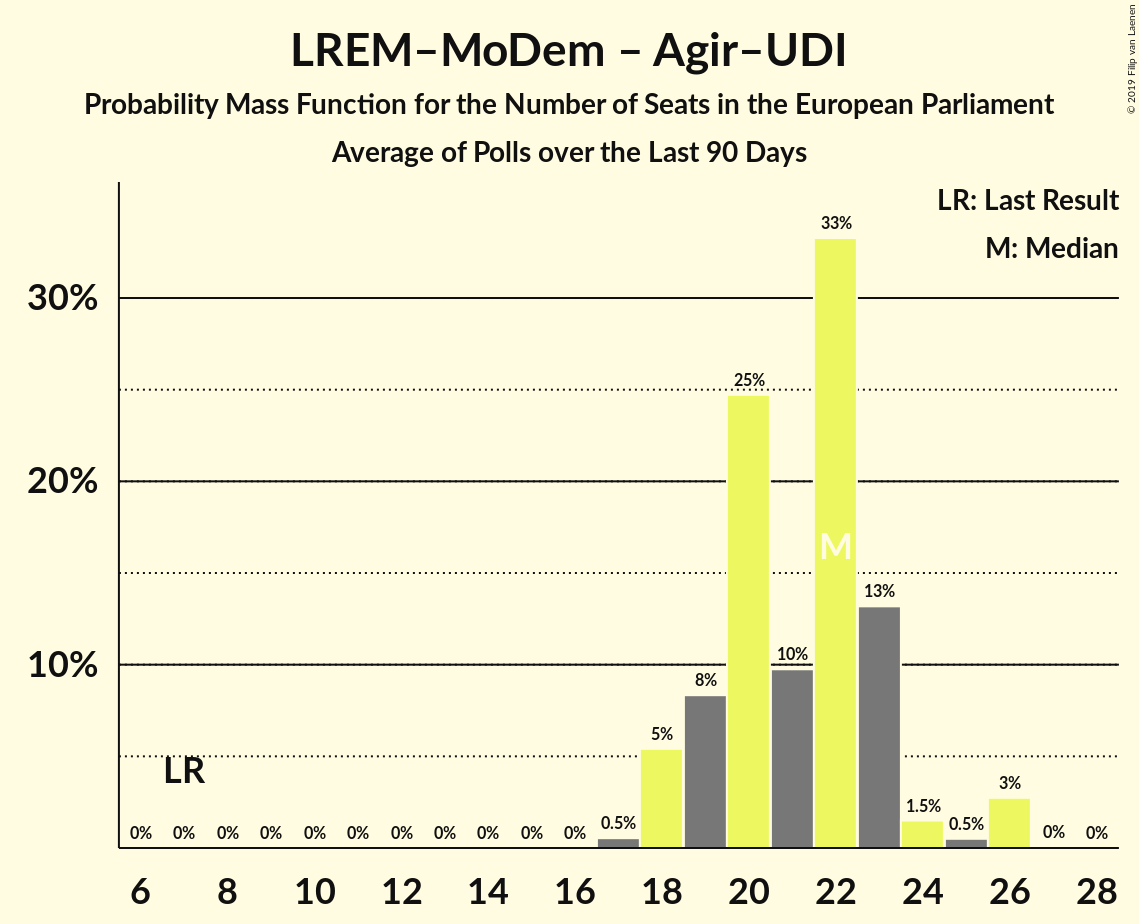 LREM–MoDem – Agir–UDI
Probability Mass Function for the Number of Seats in the European Parliament
Average of Polls over the Last 90 Days
© 2019 Filip van Laenen
LR: Last Result
M: Median
33%
30%
25%
20%
M
13%
10%
10%
8%
5%
LR
3%
1.5%
0% 0% 0% 0% 0% 0% 0% 0% 0% 0% 0% 0.5% 0.5% 0% 0%
6 8 10 12 14 16 18 20 22 24 26 28